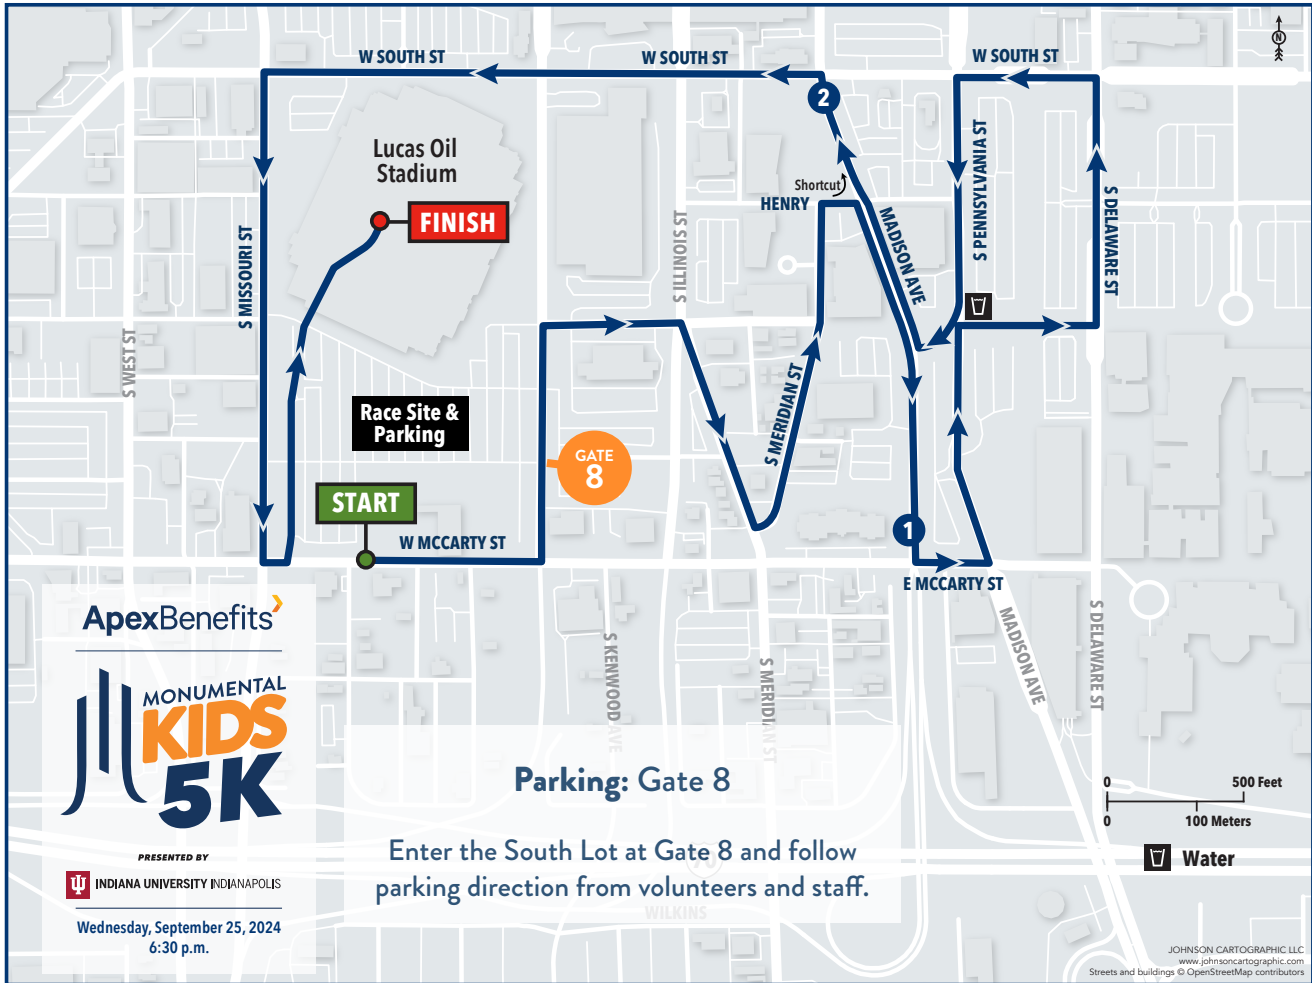 W SOUTH ST
W SOUTH ST
W SOUTH ST
N
2
Lucas Oil
Stadium
FINISH
Shortcut
HENRY
MADISON AVE
S PENNSYLVANIA ST
S DELAWARE ST
S MISSOURI ST
S ILLINOIS ST
S WEST ST
S MERIDIAN ST
Race Site &
Parking
GATE
8
START
W MCCARTY ST
1
E MCCARTY ST
MADISON AVE
S DELAWARE ST
S KENWOOD AVE
S MERIDIAN ST
ApexBenefits
MONUMENTAL
KIDS
5K
PRESENTED BY
INDIANA UNIVERSITY INDIANAPOLIS
Wednesday, September 25, 2024
6:30 p.m.
Parking: Gate 8
Enter the South Lot at Gate 8 and follow
parking direction from volunteers and staff.
70
WILKINS
0 500 Feet
0 100 Meters
Water
JOHNSON CARTOGRAPHIC LLC
www.johnsoncartographic.com
Streets and buildings © OpenStreetMap contributors